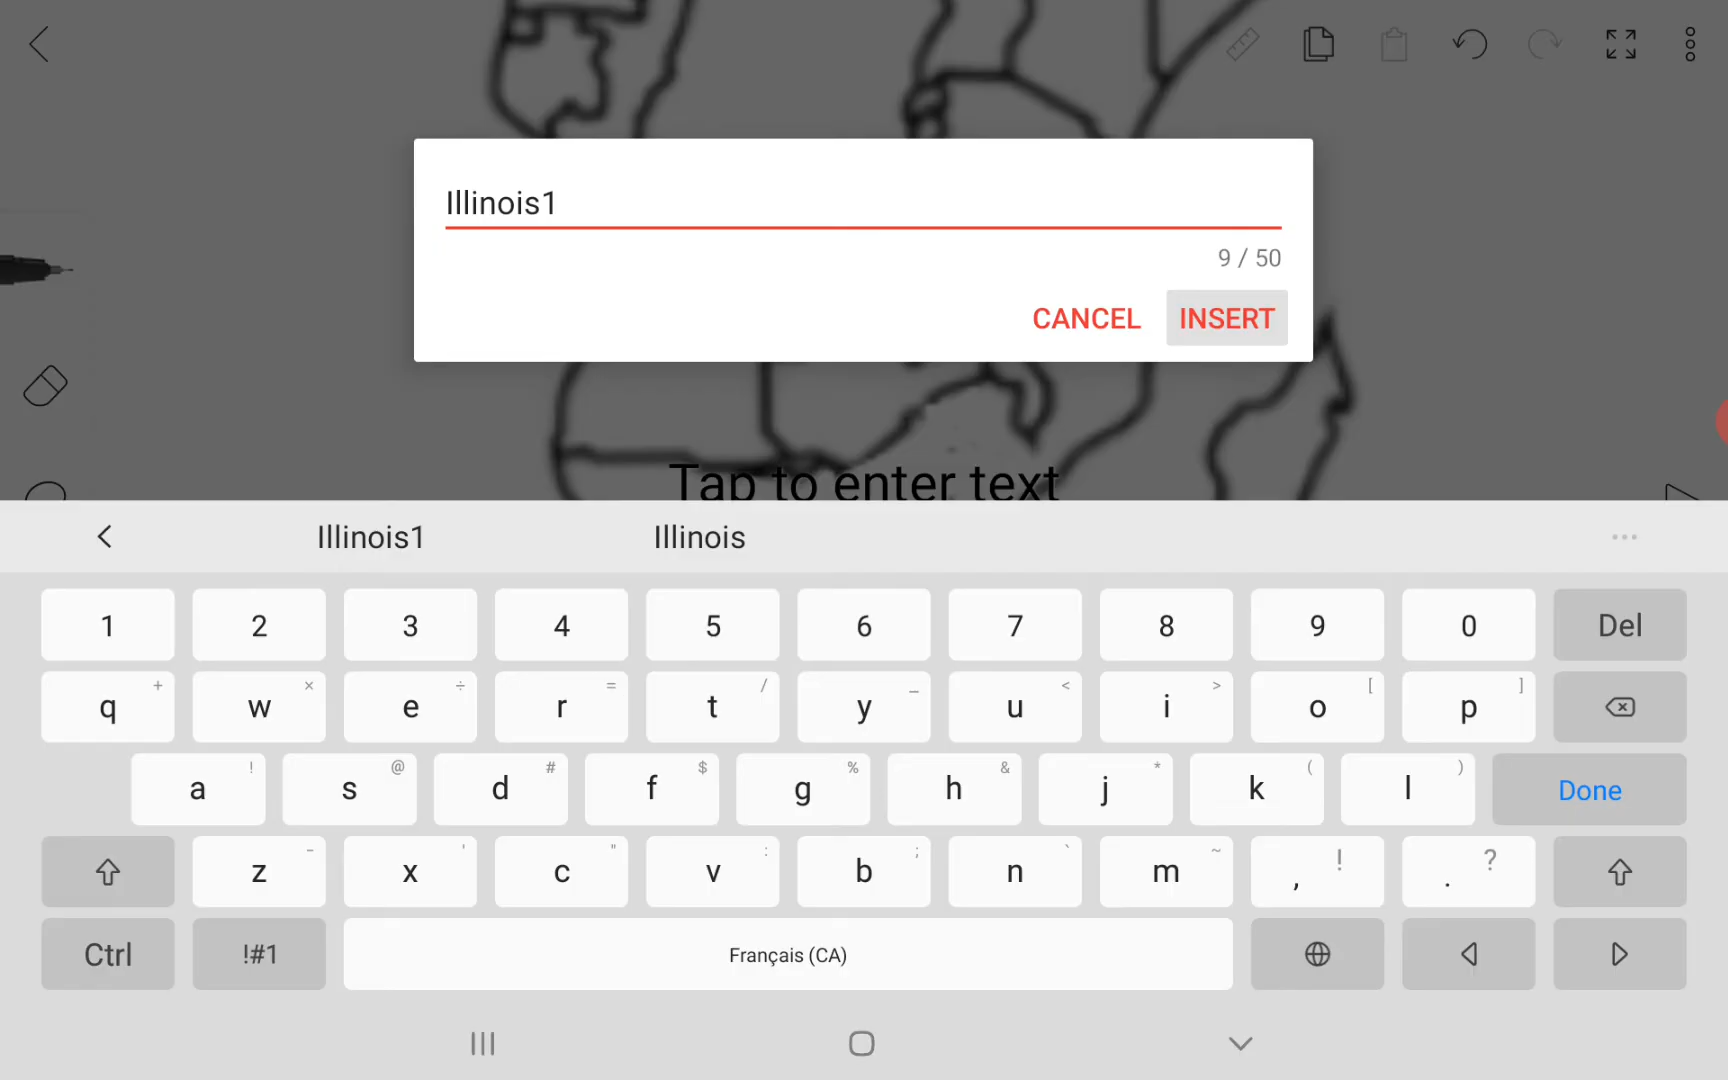 Illinois1
9 / 50
CANCEL INSERT
Tap to enter text
Illinois1 Illinois
1 2 3 4 5 6 7 8 9 0 Del
+ × ÷ = / _ < > [ ]
q w e r t y u i o p
! @ # $ % & * ( )
a s d f g h j k l Done
- ' " : ; ` ~ ! ?
z x c v b n m , .
Ctrl !#1 Français (CA)